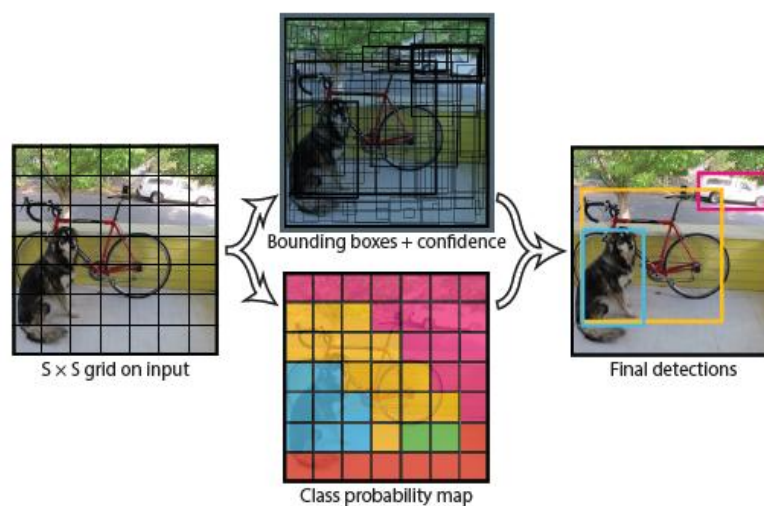 Bounding boxes + confidence
S × S grid on input
Final detections
Class probability map